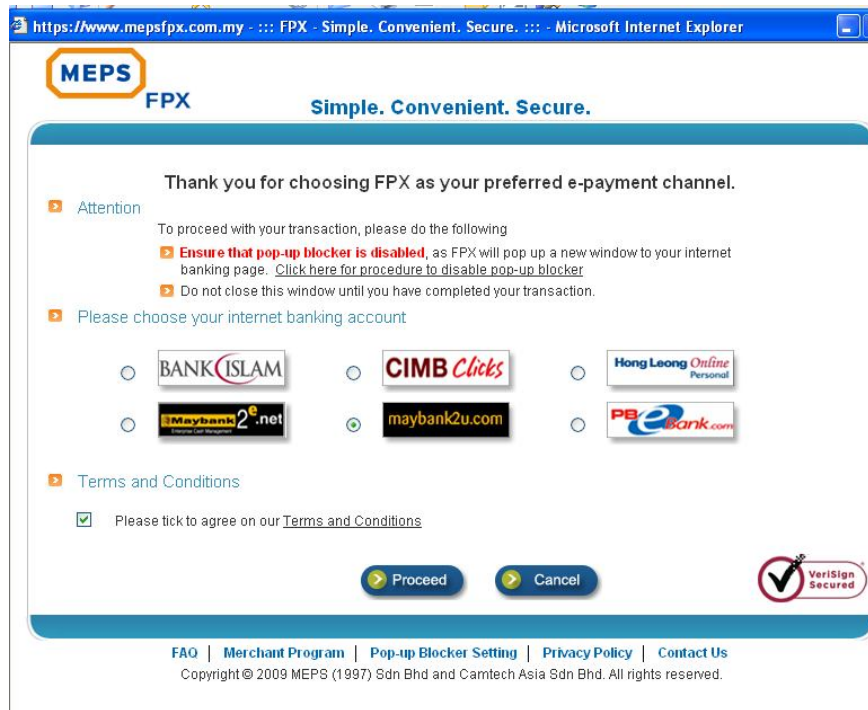 https://www.mepsfpx.com.my - ::: FPX - Simple. Convenient. Secure. ::: - Microsoft Internet Explorer
MEPS
FPX
Simple. Convenient. Secure.
Thank you for choosing FPX as your preferred e-payment channel.
Attention
To proceed with your transaction, please do the following
Ensure that pop-up blocker is disabled, as FPX will pop up a new window to your internet
banking page. Click here for procedure to disable pop-up blocker
Do not close this window until you have completed your transaction.
Please choose your internet banking account
BANK ISLAM
CIMB Clicks
Hong Leong Online
Personal
Maybank2e.net
Enterprise Cash Management
maybank2u.com
PBeBank.com
Terms and Conditions
Please tick to agree on our Terms and Conditions
Proceed
Cancel
VeriSign
Secured
FAQ | Merchant Program | Pop-up Blocker Setting | Privacy Policy | Contact Us
Copyright © 2009 MEPS (1997) Sdn Bhd and Camtech Asia Sdn Bhd. All rights reserved.